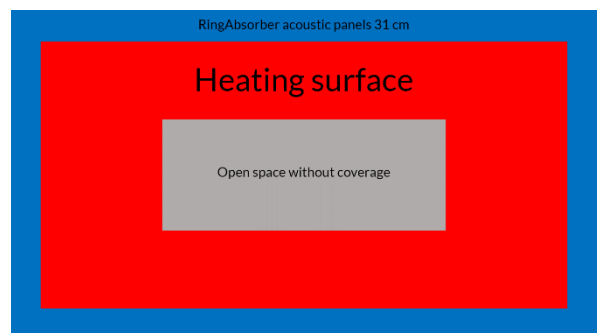 RingAbsorber acoustic panels 31 cm
Heating surface
Open space without coverage